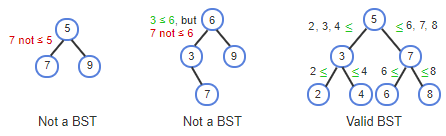 5
7 not ≤ 5
7
9
Not a BST
3 ≤ 6, but
7 not ≤ 6
6
3
9
7
Not a BST
2, 3, 4 ≤
5
≤ 6, 7, 8
3
7
2 ≤
≤ 4
6 ≤
≤ 8
2
4
6
8
Valid BST